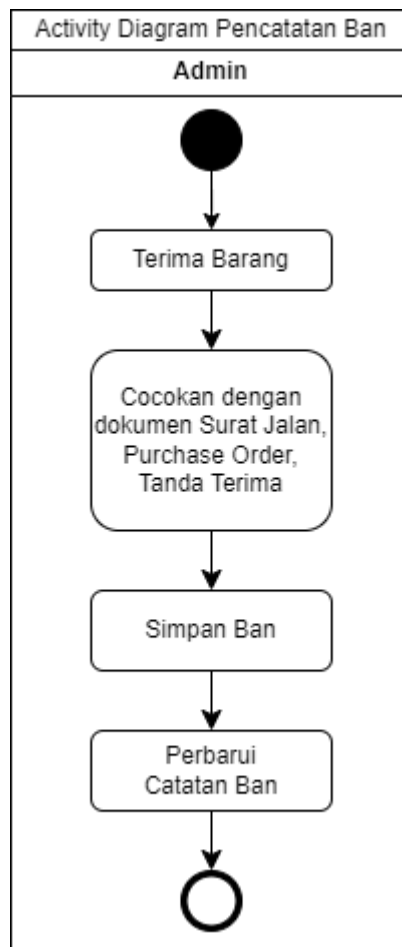 Activity Diagram Pencatatan Ban
Admin
Terima Barang
Cocokan dengan
dokumen Surat Jalan,
Purchase Order,
Tanda Terima
Simpan Ban
Perbarui
Catatan Ban